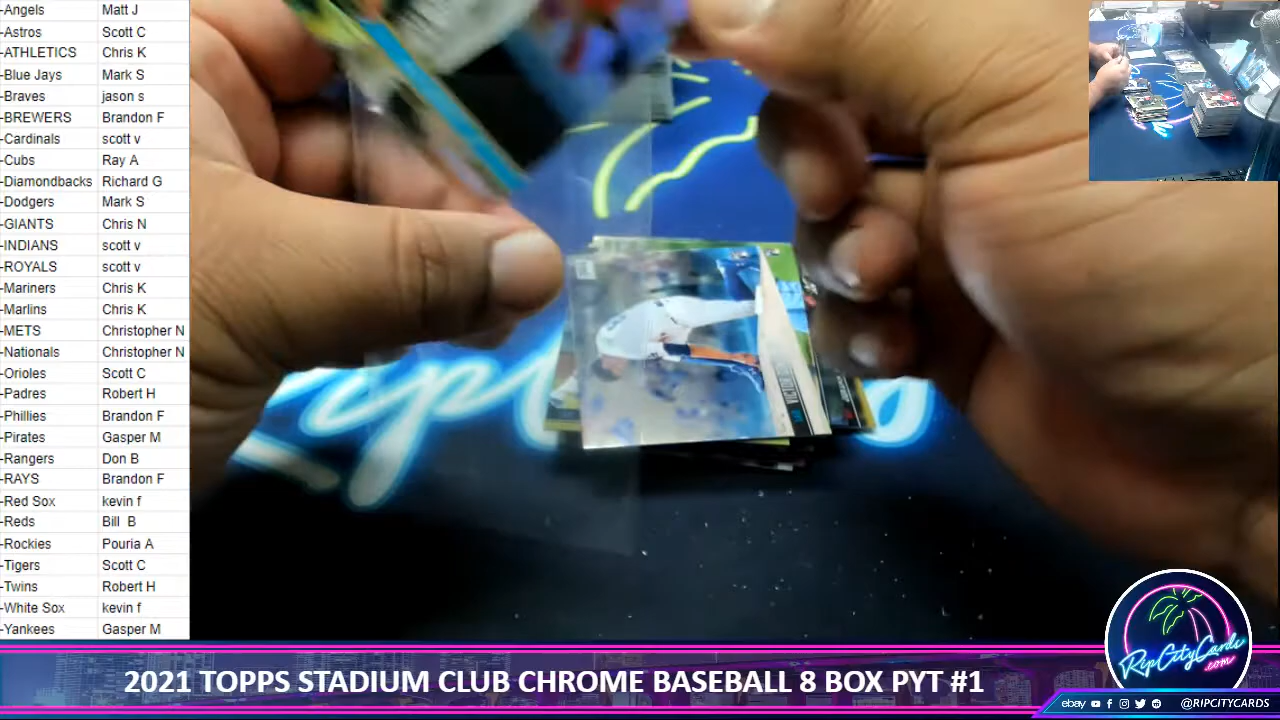 -Angels Matt J
-Astros Scott C
-ATHLETICS Chris K
-Blue Jays Mark S
-Braves jason s
-BREWERS Brandon F
-Cardinals scott v
-Cubs Ray A
-Diamondbacks Richard G
-Dodgers Mark S
-GIANTS Chris N
-INDIANS scott v
-ROYALS scott v
-Mariners Chris K
-Marlins Chris K
-METS Christopher N
-Nationals Christopher N
-Orioles Scott C
-Padres Robert H
-Phillies Brandon F
-Pirates Gasper M
-Rangers Don B
-RAYS Brandon F
-Red Sox kevin f
-Reds Bill B
-Rockies Pouria A
-Tigers Scott C
-Twins Robert H
-White Sox kevin f
-Yankees Gasper M
VICTOR
RipCityCards
.com
2021 TOPPS STADIUM CLUB CHROME BASEBALL 8 BOX PYT #1
ebay @RIPCITYCARDS